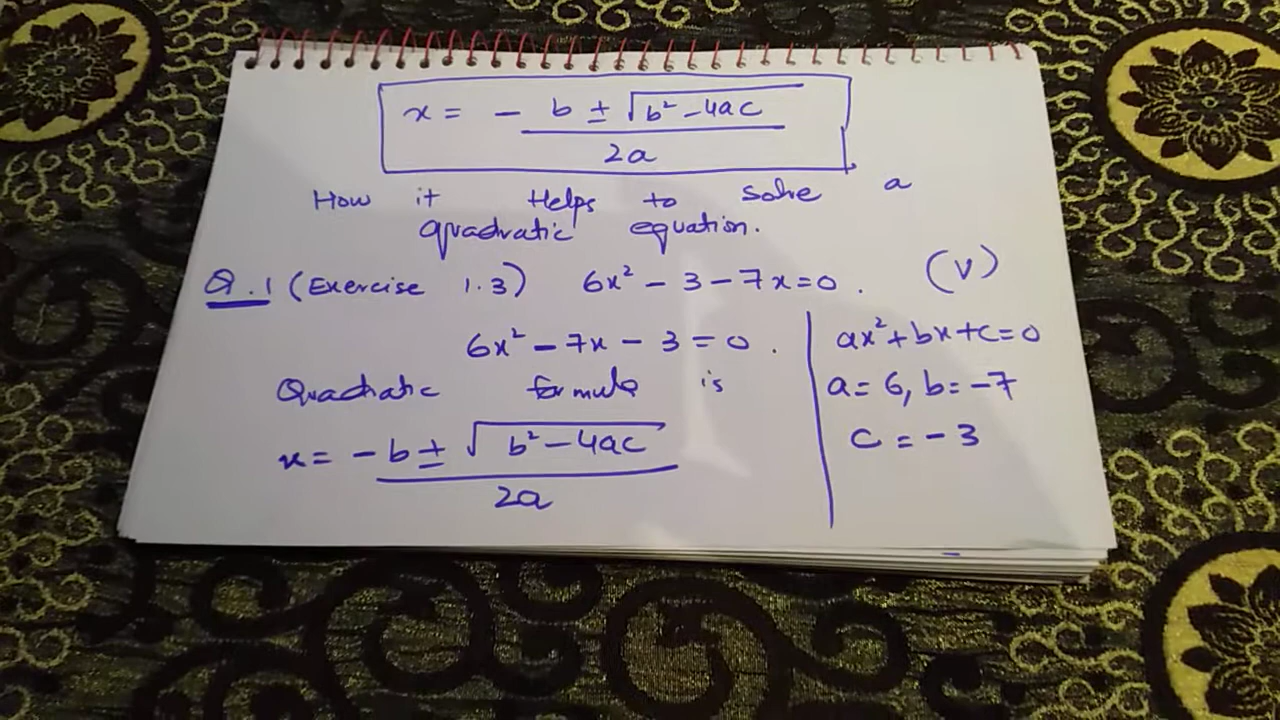 x = - b ± √b² - 4ac
2a
How it Helps to solve a
quadratic equation.
Q.1 (Exercise 1.3) 6x² - 3 - 7x = 0. (v)
6x² - 7x - 3 = 0.
ax² + bx + c = 0
Quadratic formula is
a = 6, b = -7
x = - b ± √b² - 4ac
2a
c = -3